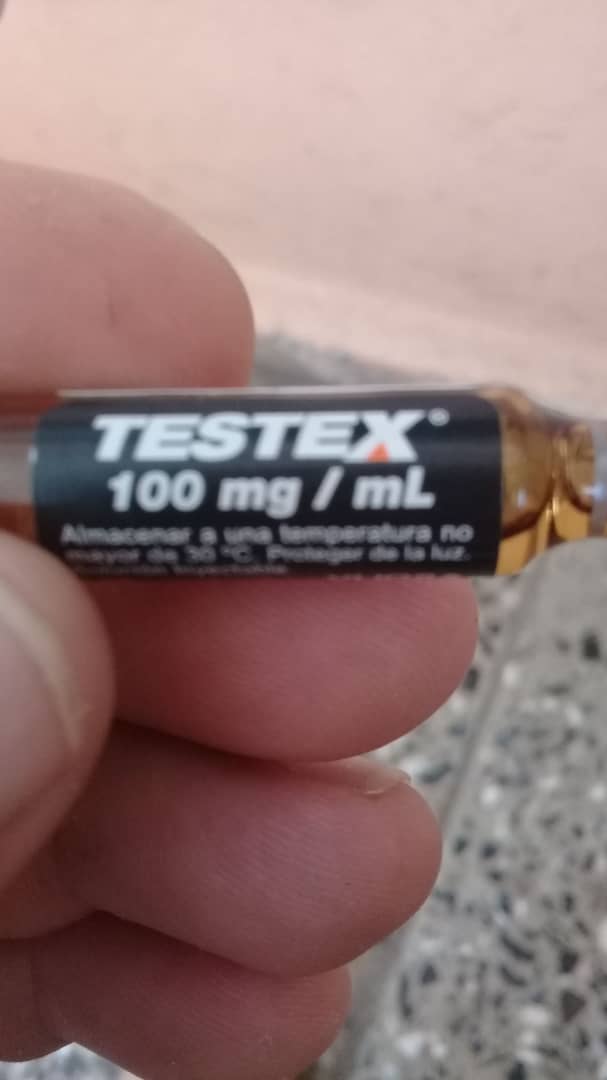 TESTEX®
100 mg / mL
Almacenar a una temperatura no
mayor de 30 °C. Proteger de la luz.